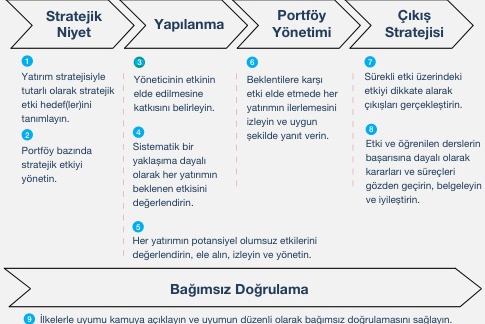 Stratejik
Niyet
Yapılanma
Portföy
Yönetimi
Çıkış
Stratejisi
1
Yatırım stratejisiyle
tutarlı olarak stratejik
etki hedef(ler)ini
tanımlayın.
2
Portföy bazında
stratejik etkiyi
yönetin.
3
Yöneticinin etkinin
elde edilmesine
katkısını belirleyin.
4
Sistematik bir
yaklaşıma dayalı
olarak her yatırımın
beklenen etkisini
değerlendirin.
5
Her yatırımın potansiyel olumsuz etkilerini
değerlendirin, ele alın, izleyin ve yönetin.
6
Beklentilere karşı
etki elde etmede her
yatırımın ilerlemesini
izleyin ve uygun
şekilde yanıt verin.
7
Sürekli etki üzerindeki
etkiyi dikkate alarak
çıkışları gerçekleştirin.
8
Etki ve öğrenilen derslerin
başarısına dayalı olarak
kararları ve süreçleri
gözden geçirin, belgeleyin
ve iyileştirin.
Bağımsız Doğrulama
9 İlkelerle uyumu kamuya açıklayın ve uyumun düzenli olarak bağımsız doğrulamasını sağlayın.